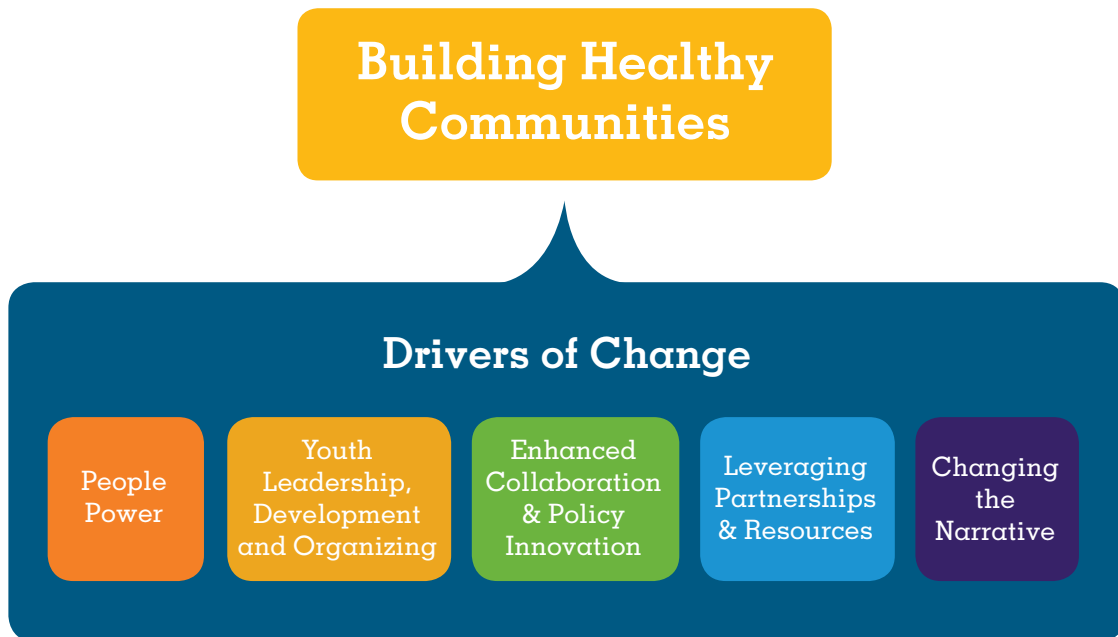 Building Healthy
Communities
Drivers of Change
People
Power
Youth
Leadership,
Development
and Organizing
Enhanced
Collaboration
& Policy
Innovation
Leveraging
Partnerships
& Resources
Changing
the
Narrative